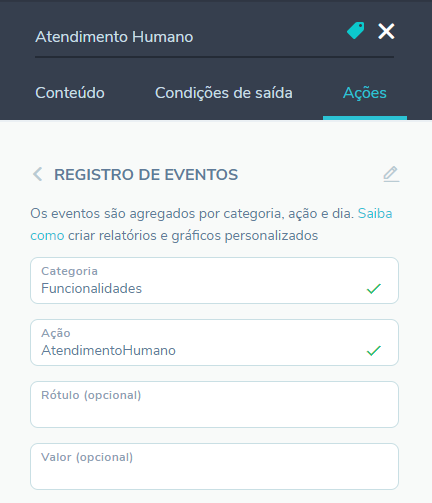 Atendimento Humano
Conteúdo Condições de saída Ações
REGISTRO DE EVENTOS
Os eventos são agregados por categoria, ação e dia. Saiba
como criar relatórios e gráficos personalizados
Categoria
Funcionalidades
Ação
AtendimentoHumano
Rótulo (opcional)
Valor (opcional)